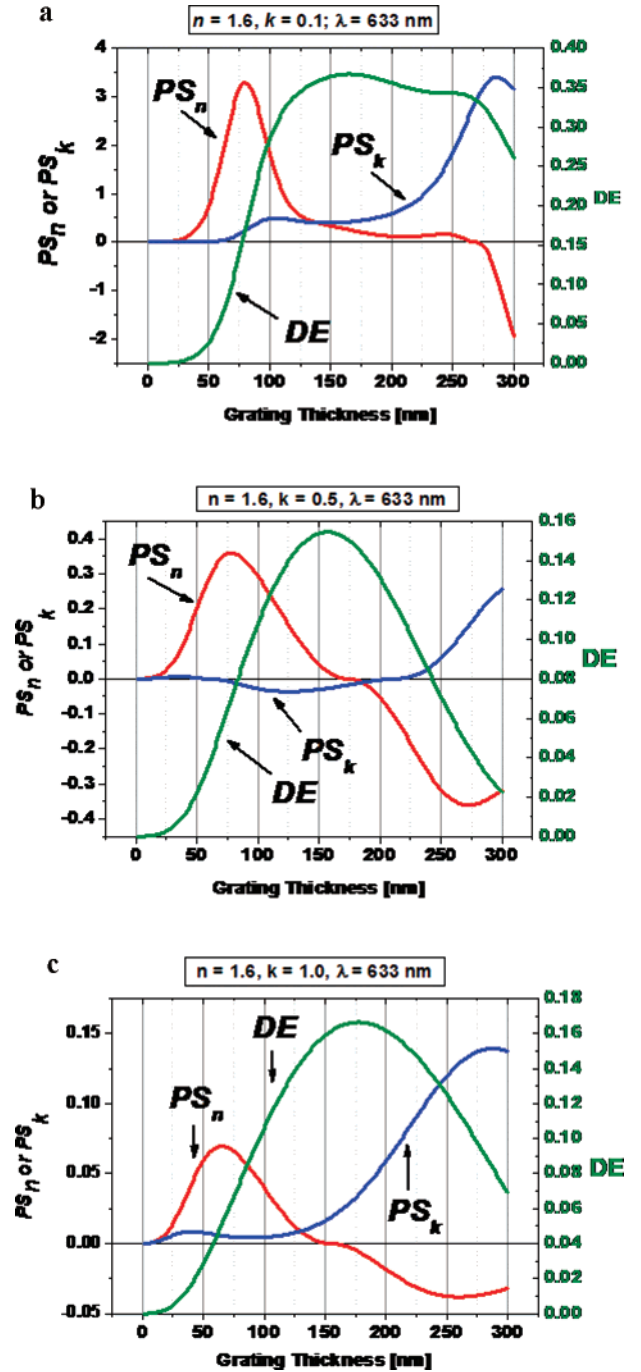 a
n = 1.6, k = 0.1; λ = 633 nm
4
3
2
1
0
-1
-2
PSn or PSk
PSn
PSk
DE
0.40
0.35
0.30
0.25
0.20
0.15
0.10
0.05
0.00
DE
0 50 100 150 200 250 300
Grating Thickness [nm]
b
n = 1.6, k = 0.5, λ = 633 nm
0.4
0.3
0.2
0.1
0.0
-0.1
-0.2
-0.3
-0.4
PSn or PSk
PSn
PSk
DE
0.16
0.14
0.12
0.10
0.08
0.06
0.04
0.02
0.00
DE
0 50 100 150 200 250 300
Grating Thickness [nm]
c
n = 1.6, k = 1.0, λ = 633 nm
0.15
0.10
0.05
0.00
-0.05
PSn or PSk
DE
PSn
PSk
0.18
0.16
0.14
0.12
0.10
0.08
0.06
0.04
0.02
0.00
DE
0 50 100 150 200 250 300
Grating Thickness [nm]